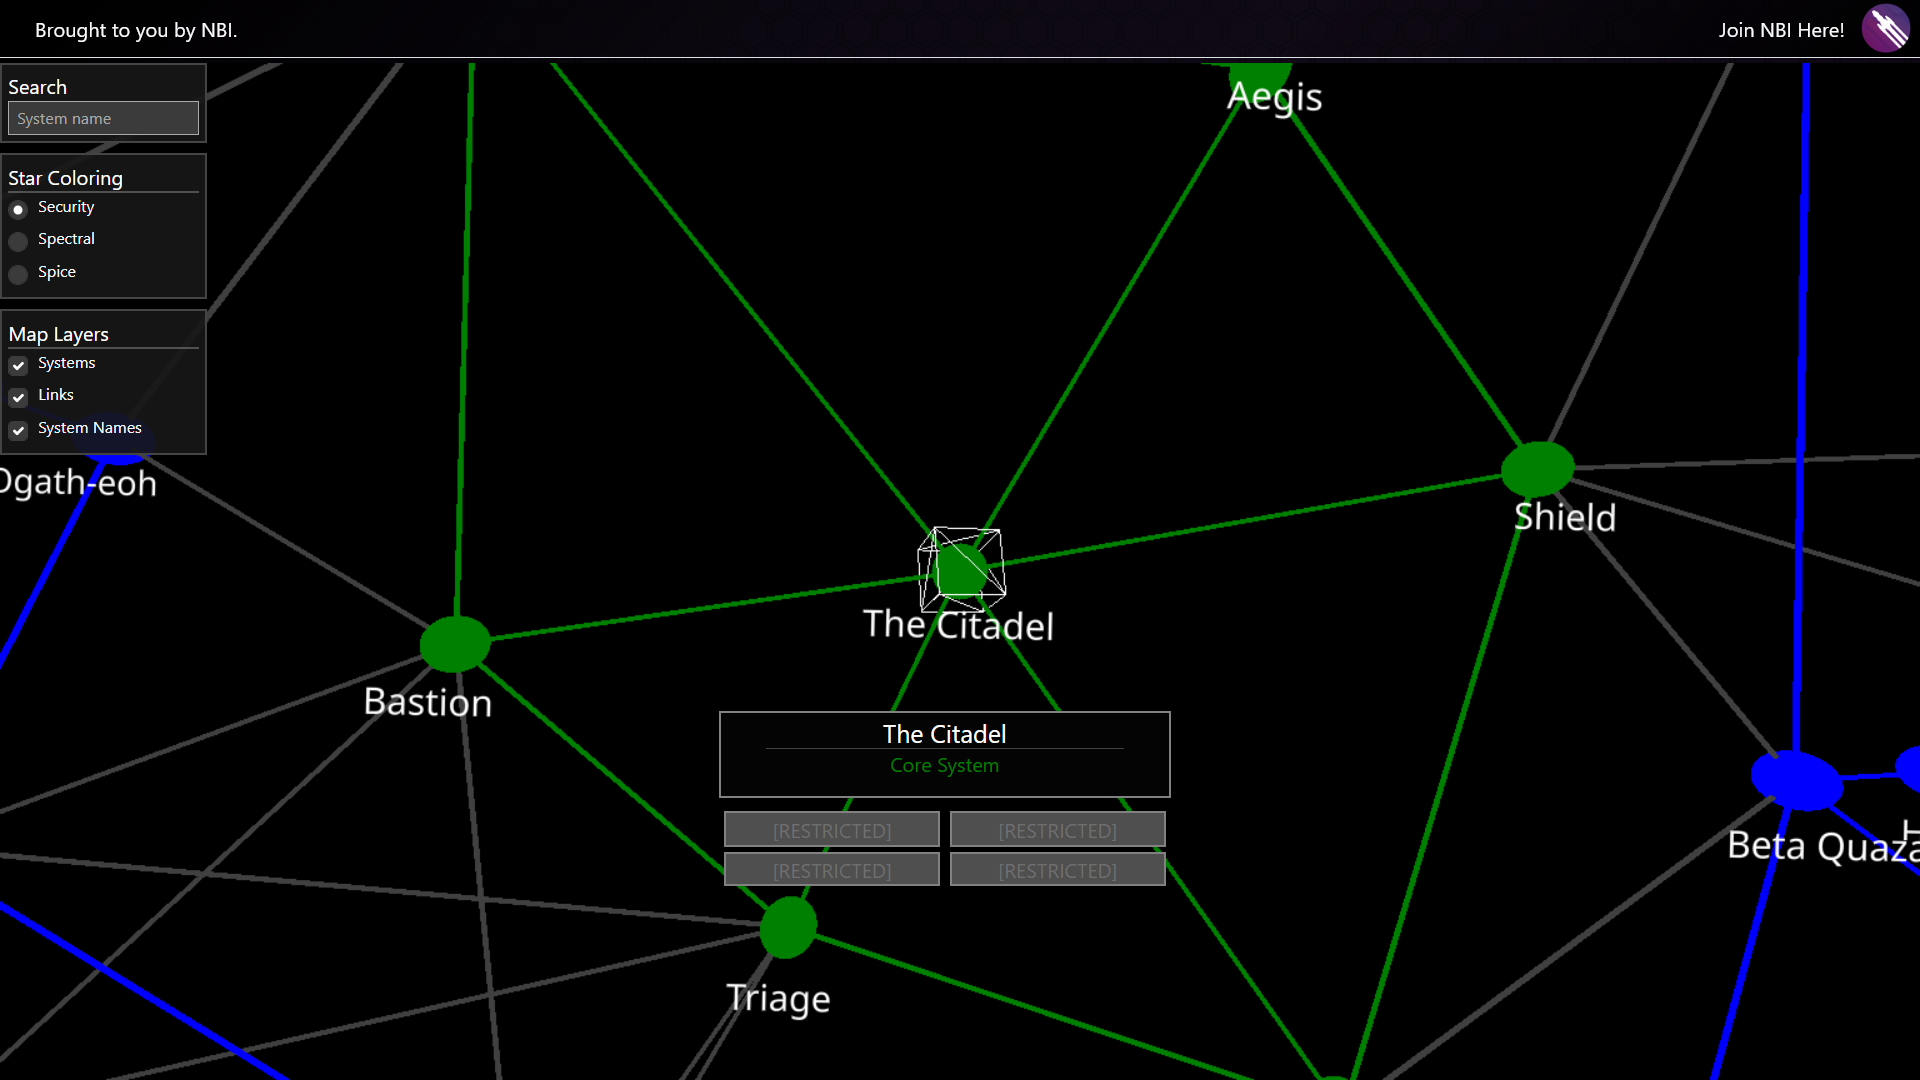 Brought to you by NBI.
Join NBI Here!
Search
System name
Star Coloring
Security
Spectral
Spice
Map Layers
Systems
Links
System Names
Aegis
Ogath-eoh
Shield
The Citadel
Bastion
The Citadel
Core System
[RESTRICTED] [RESTRICTED]
[RESTRICTED] [RESTRICTED]
Beta Quaza
Triage